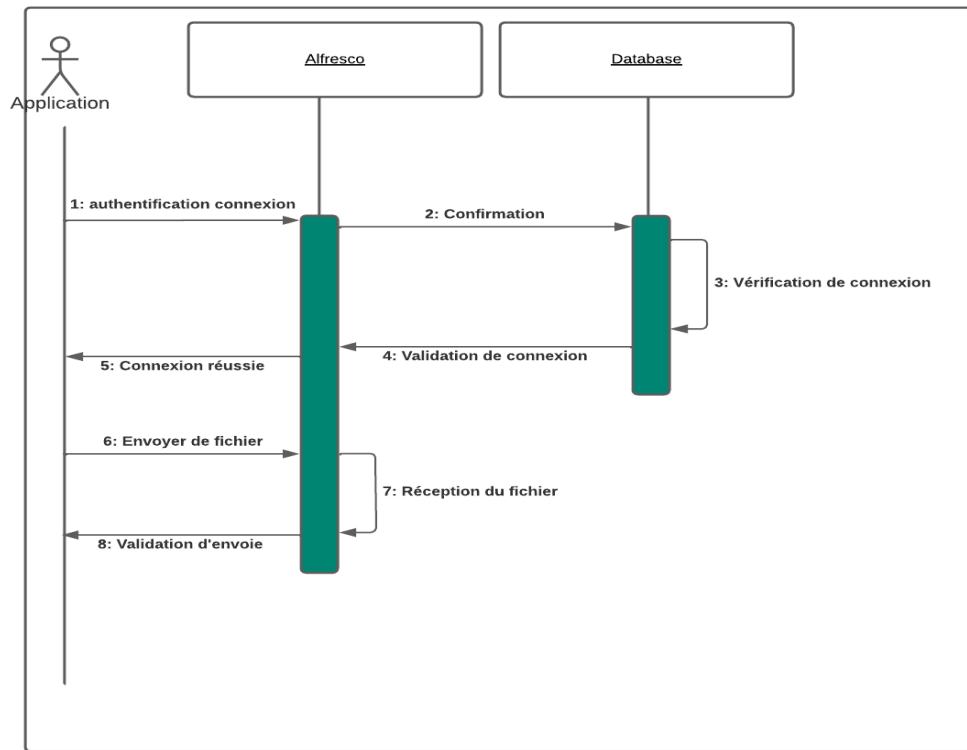 Alfresco
Database
Application
1: authentification connexion
2: Confirmation
3: Vérification de connexion
4: Validation de connexion
5: Connexion réussie
6: Envoyer de fichier
7: Réception du fichier
8: Validation d'envoie